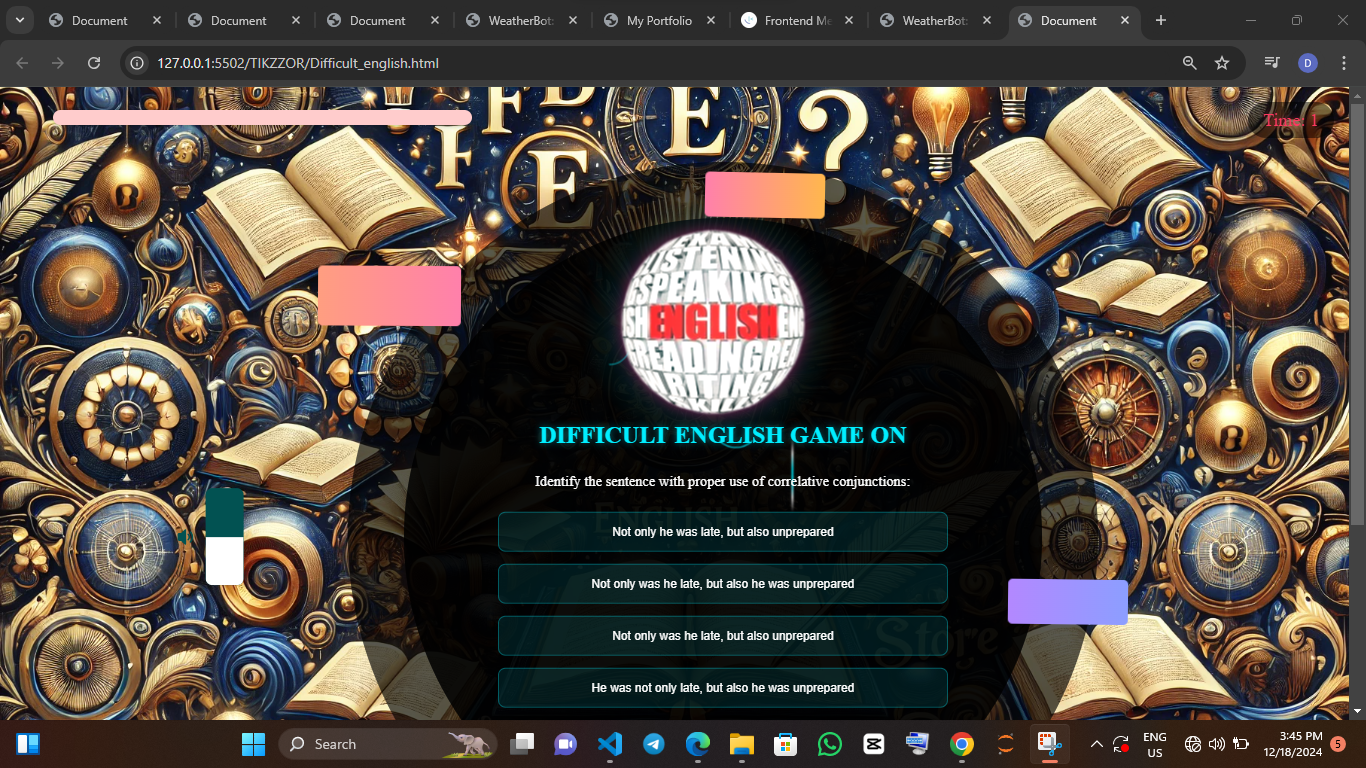 Document
Document
Document
WeatherBot:
My Portfolio
Frontend Me
WeatherBot:
Document
127.0.0.1:5502/TIKZZOR/Difficult_english.html
D
F
E
E
?
F
E
Time: 1
LISTENING
SPEAKING
ENGLISH
READING
WRITING
DIFFICULT ENGLISH GAME ON
Identify the sentence with proper use of correlative conjunctions:
ENGLISH
Not only he was late, but also unprepared
Not only was he late, but also he was unprepared
Not only was he late, but also unprepared
Store
He was not only late, but also he was unprepared
Search
ENG
US
3:45 PM
12/18/2024
5